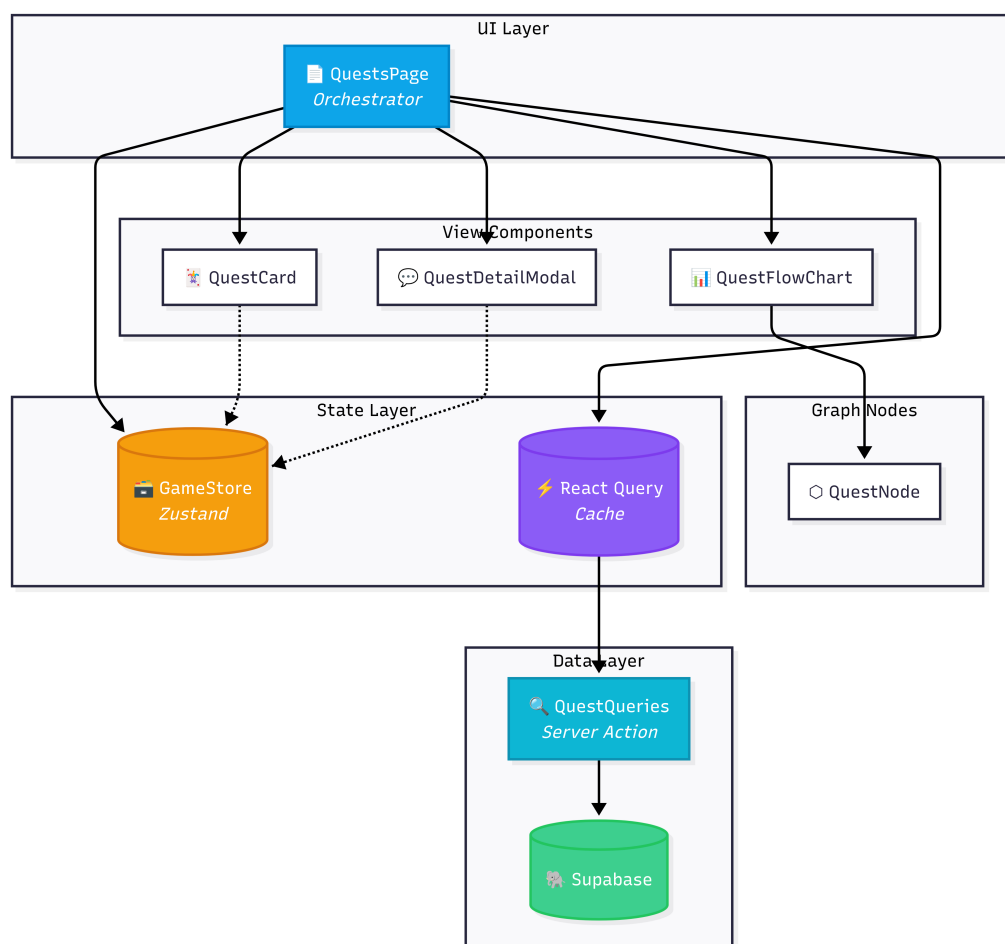 UI Layer
📄 QuestsPage
Orchestrator
View Components
🃏 QuestCard
💬 QuestDetailModal
📊 QuestFlowChart
State Layer
Graph Nodes
🗃️ GameStore
Zustand
⚡ React Query
Cache
⬡ QuestNode
Data Layer
🔍 QuestQueries
Server Action
🐘 Supabase